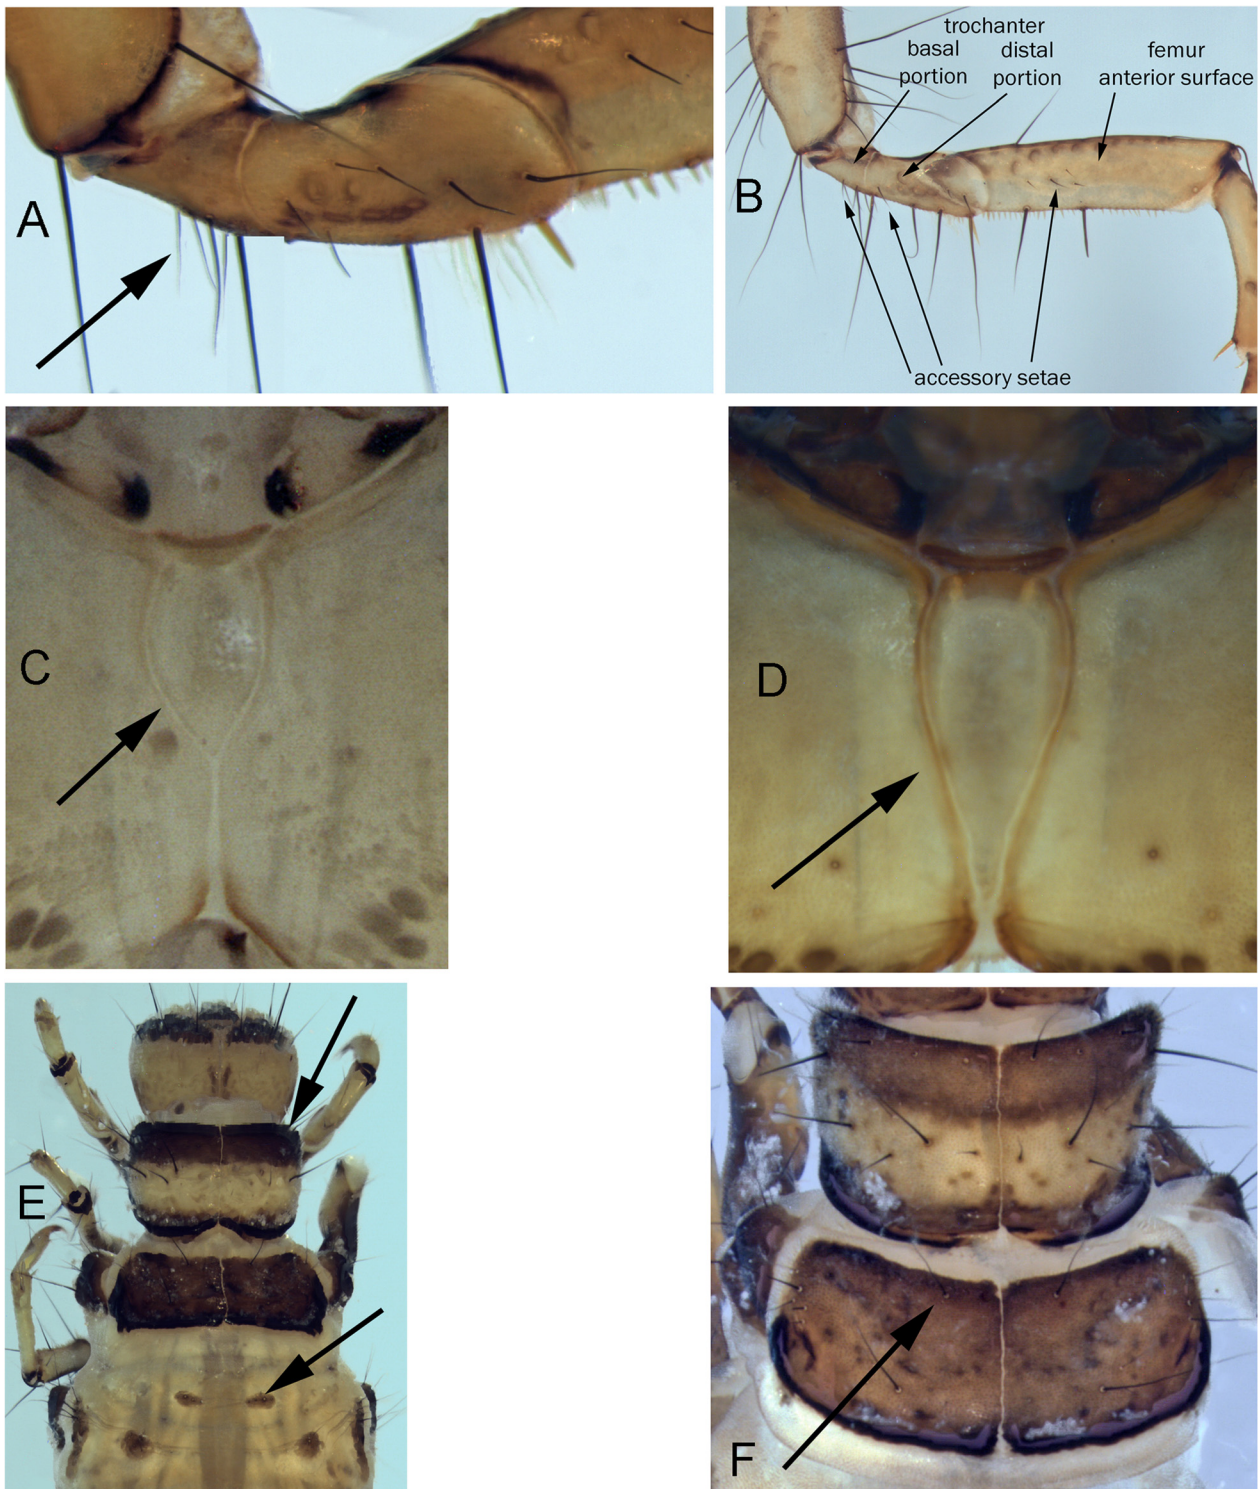 A
trochanter
basal
portion
distal
portion
femur
anterior surface
B
accessory setae
C
D
E
F